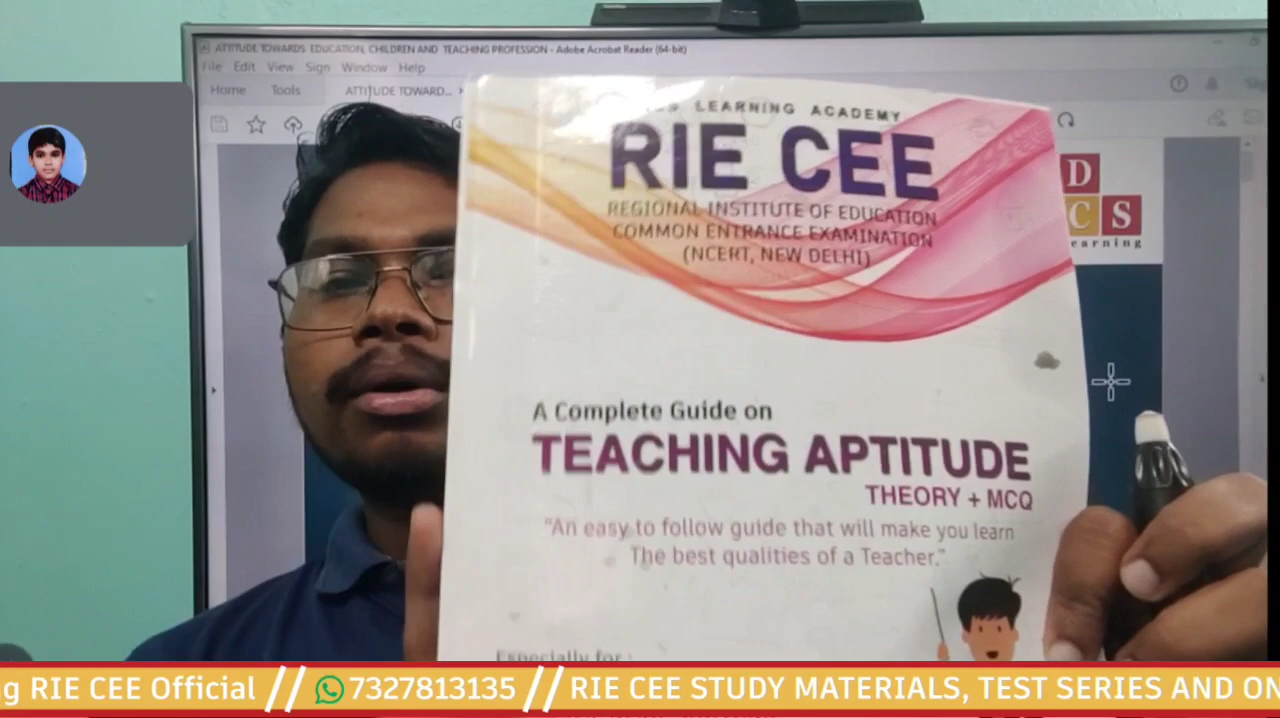 ATTITUDE TOWARDS EDUCATION, CHILDREN AND TEACHING PROFESSION - Adobe Acrobat Reader (64-bit)
File Edit View Sign Window Help
Home Tools ATTITUDE TOWARD...
LEARNING ACADEMY
RIE CEE
REGIONAL INSTITUTE OF EDUCATION
COMMON ENTRANCE EXAMINATION
(NCERT, NEW DELHI)
D
C S
earning
A Complete Guide on
TEACHING APTITUDE
THEORY + MCQ
"An easy to follow guide that will make you learn
The best qualities of a Teacher."
Especially for :
g RIE CEE Official // 7327813135 // RIE CEE STUDY MATERIALS, TEST SERIES AND ON